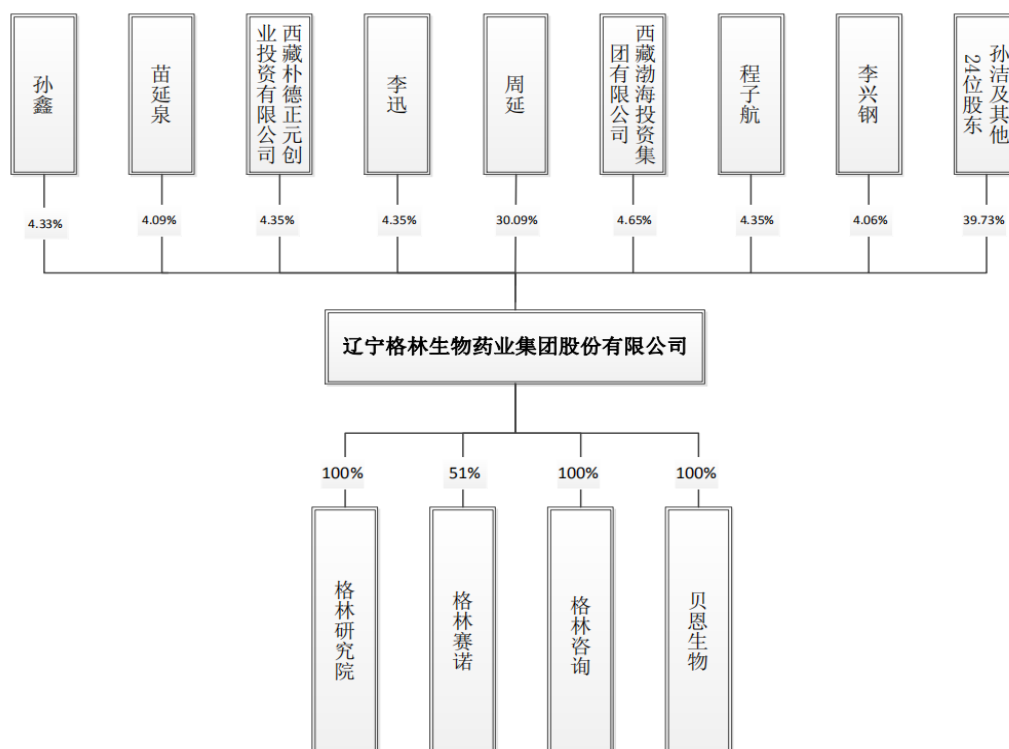 孙鑫
苗延泉
西藏朴德正元创
业投资有限公司
李迅
周延
西藏渤海投资集
团有限公司
程子航
李兴钢
孙洁及其他
24位股东
4.33%
4.09%
4.35%
4.35%
30.09%
4.65%
4.35%
4.06%
39.73%
辽宁格林生物药业集团股份有限公司
100%
51%
100%
100%
格林研究院
格林赛诺
格林咨询
贝恩生物